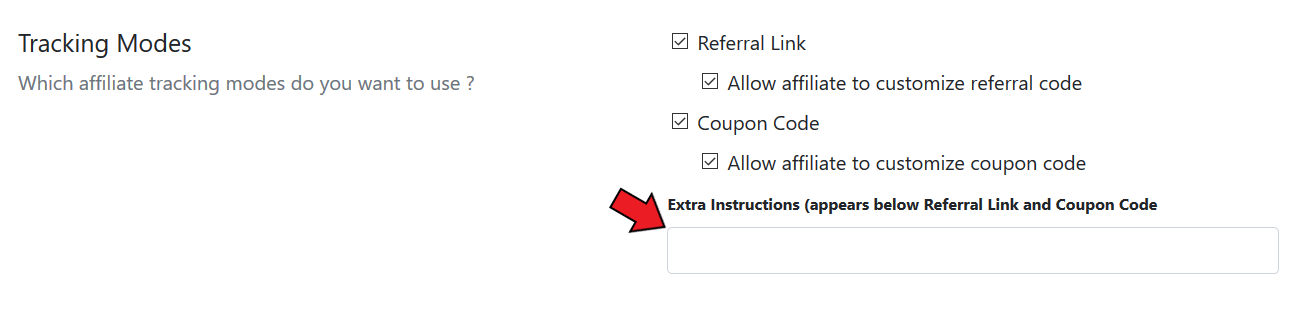 Tracking Modes
Which affiliate tracking modes do you want to use ?
Referral Link
Allow affiliate to customize referral code
Coupon Code
Allow affiliate to customize coupon code
Extra Instructions (appears below Referral Link and Coupon Code